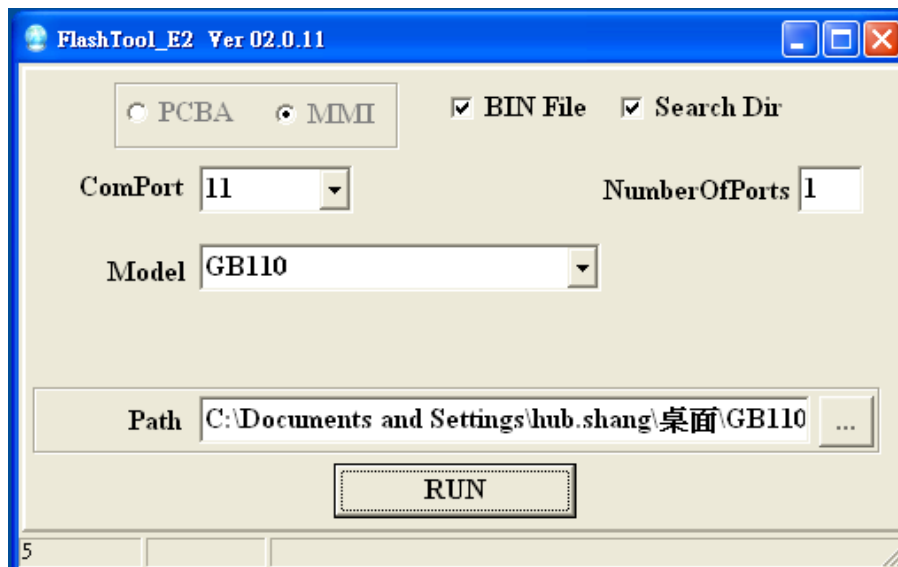 FlashTool_E2 Ver 02.0.11
PCBA MMI BIN File Search Dir
ComPort 11 NumberOfPorts 1
Model GB110
Path C:\Documents and Settings\hub.shang\桌面\GB110 ...
RUN
5